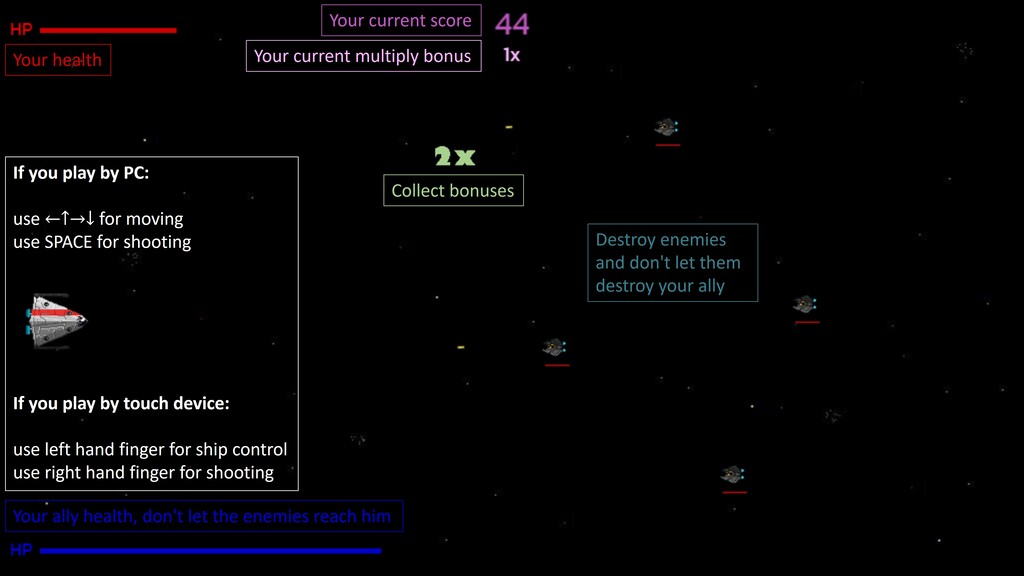 Your current score 44
HP
Your health
Your current multiply bonus 1x
2x
Collect bonuses
If you play by PC:
use ←↑→↓ for moving
use SPACE for shooting
Destroy enemies
and don't let them
destroy your ally
If you play by touch device:
use left hand finger for ship control
use right hand finger for shooting
Your ally health, don't let the enemies reach him
HP